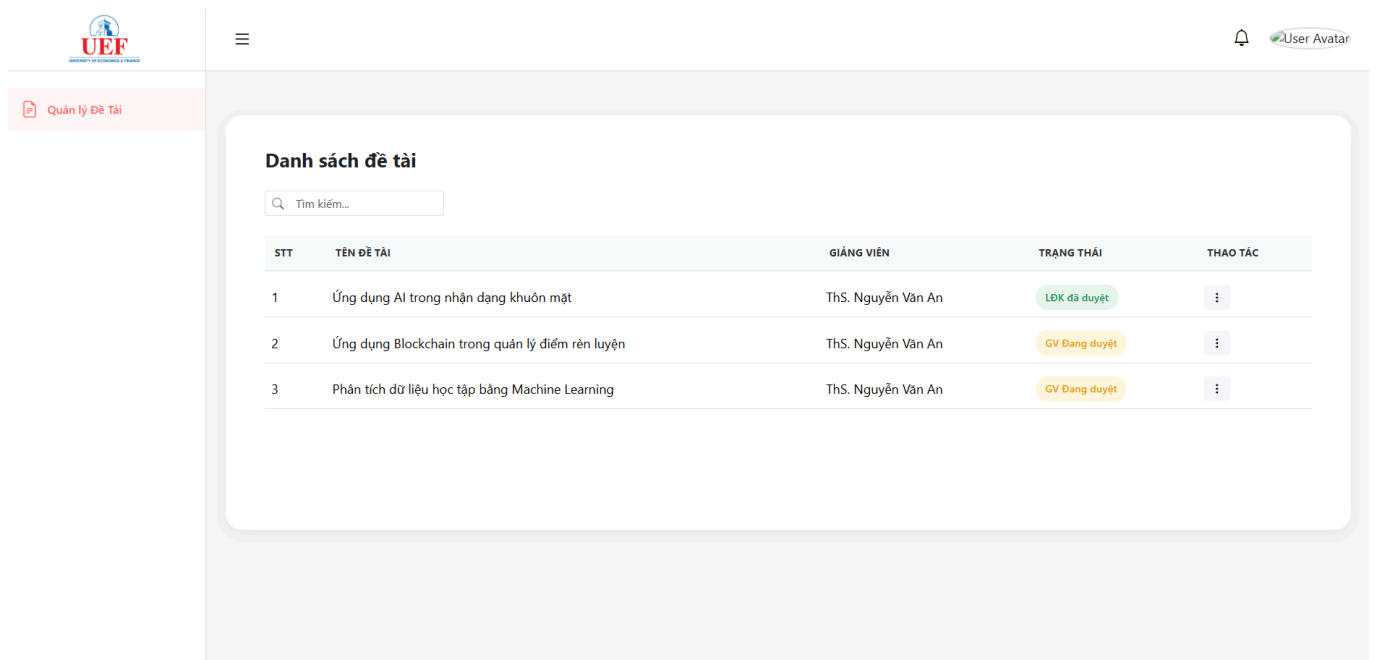 UEF
UNIVERSITY OF ECONOMICS & FINANCE
User Avatar
Quản lý Đề Tài
Danh sách đề tài
Tìm kiếm...
STT TÊN ĐỀ TÀI GIẢNG VIÊN TRẠNG THÁI THAO TÁC
1 Ứng dụng AI trong nhận dạng khuôn mặt ThS. Nguyễn Văn An LĐK đã duyệt
2 Ứng dụng Blockchain trong quản lý điểm rèn luyện ThS. Nguyễn Văn An GV Đang duyệt
3 Phân tích dữ liệu học tập bằng Machine Learning ThS. Nguyễn Văn An GV Đang duyệt